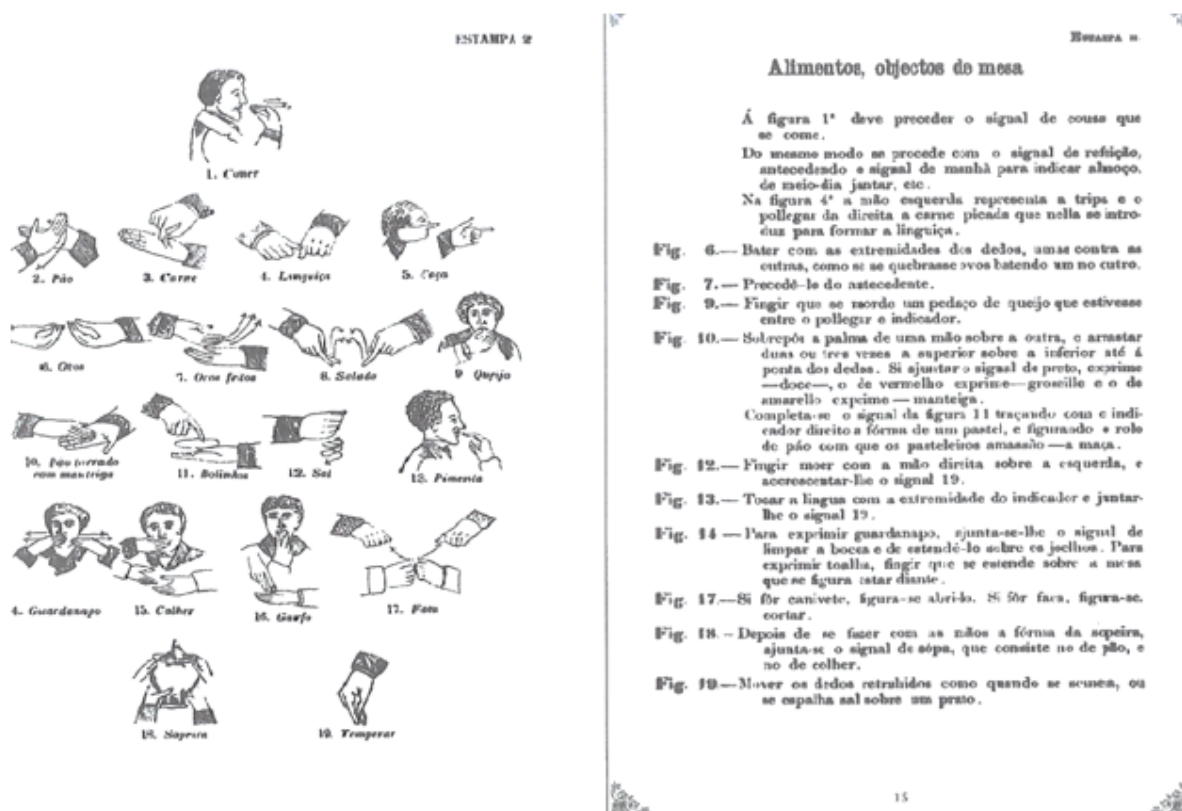 ESTAMPA 2
1. Comer
2. Pão
3. Carne
4. Linguiça
5. Caça
6. Ovos
7. Ovos fritos
8. Salada
9 Queijo
10. Pão torrado
com manteiga
11. Bolinhos
12. Sal
13. Pimenta
4. Guardanapo
15. Colher
16. Garfo
17. Faca
18. Sopeira
19. Temperar
ESTAMPA
Alimentos, objectos de mesa
Á figura 1ª deve preceder o signal de cousa que
se come.
Do mesmo modo se procede com o signal de refeição,
antecedendo o signal de manhã para indicar almoço,
de meio-dia jantar, etc.
Na figura 4ª a mão esquerda representa a tripa e o
pollegar da direita a carne picada que nella se intro-
duz para formar a linguiça.
Fig. 6.— Bater com as extremidades dos dedos, umas contra as
outras, como se se quebrasse ovos batendo um no outro.
Fig. 7.— Precedê-lo do antecedente.
Fig. 9.— Fingir que se morde um pedaço de queijo que estivesse
entre o pollegar e indicador.
Fig. 10.— Sobrepôr a palma de uma mão sobre a outra, e arrastar
duas ou tres vezes a superior sobre a inferior até á
ponta dos dedos. Si ajuntar o signal de preto, exprime
—doce—, o de vermelho exprime—groseille e o de
amarello exprime — manteiga.
Completa-se o signal da figura 11 traçando com o indi-
cador direito a fórma de um pastel, e figurando o rolo
de páo com que os pasteleiros amassão—a maça.
Fig. 12.— Fingir moer com a mão direita sobre a esquerda, e
accrescentar-lhe o signal 19.
Fig. 13.— Tocar a lingua com a extremidade do indicador e juntar-
lhe o signal 19.
Fig. 14 — Para exprimir guardanapo, ajunta-se-lhe o signal de
limpar a bocca e de estendê-lo sobre os joelhos. Para
exprimir toalha, fingir que se estende sobre a mesa
que se figura estar diante.
Fig. 17.—Si fôr canivete, figura-se abri-lo. Si fôr faca, figura-se.
cortar.
Fig. 18. — Depois de se fazer com as mãos a fórma da sopeira,
ajunta-se o signal de sôpa, que consiste no de pão, e
no de colher.
Fig. 19.—Mover os dedos retrahidos como quando se semea, ou
se espalha sal sobre um prato.
15